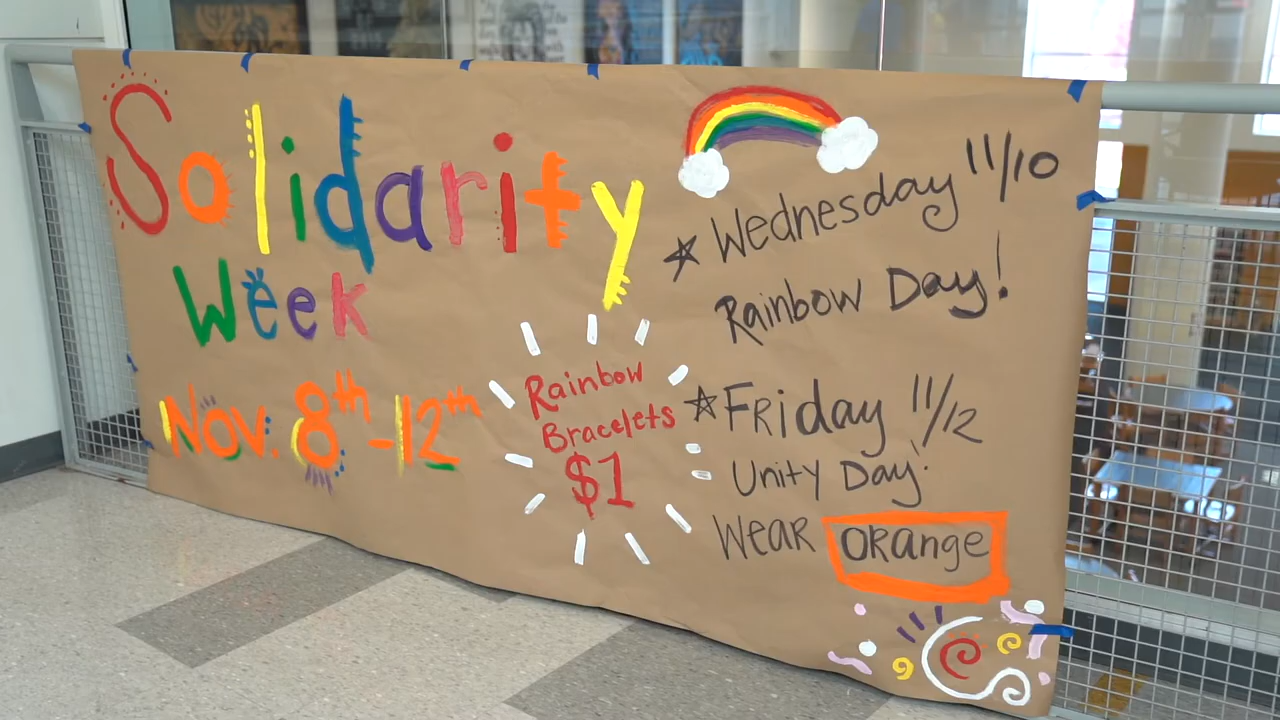 Solidarity
Week
Nov. 8th - 12th
Rainbow
Bracelets
$1
Wednesday 11/10
Rainbow Day!
Friday 11/12
Unity Day!
Wear Orange